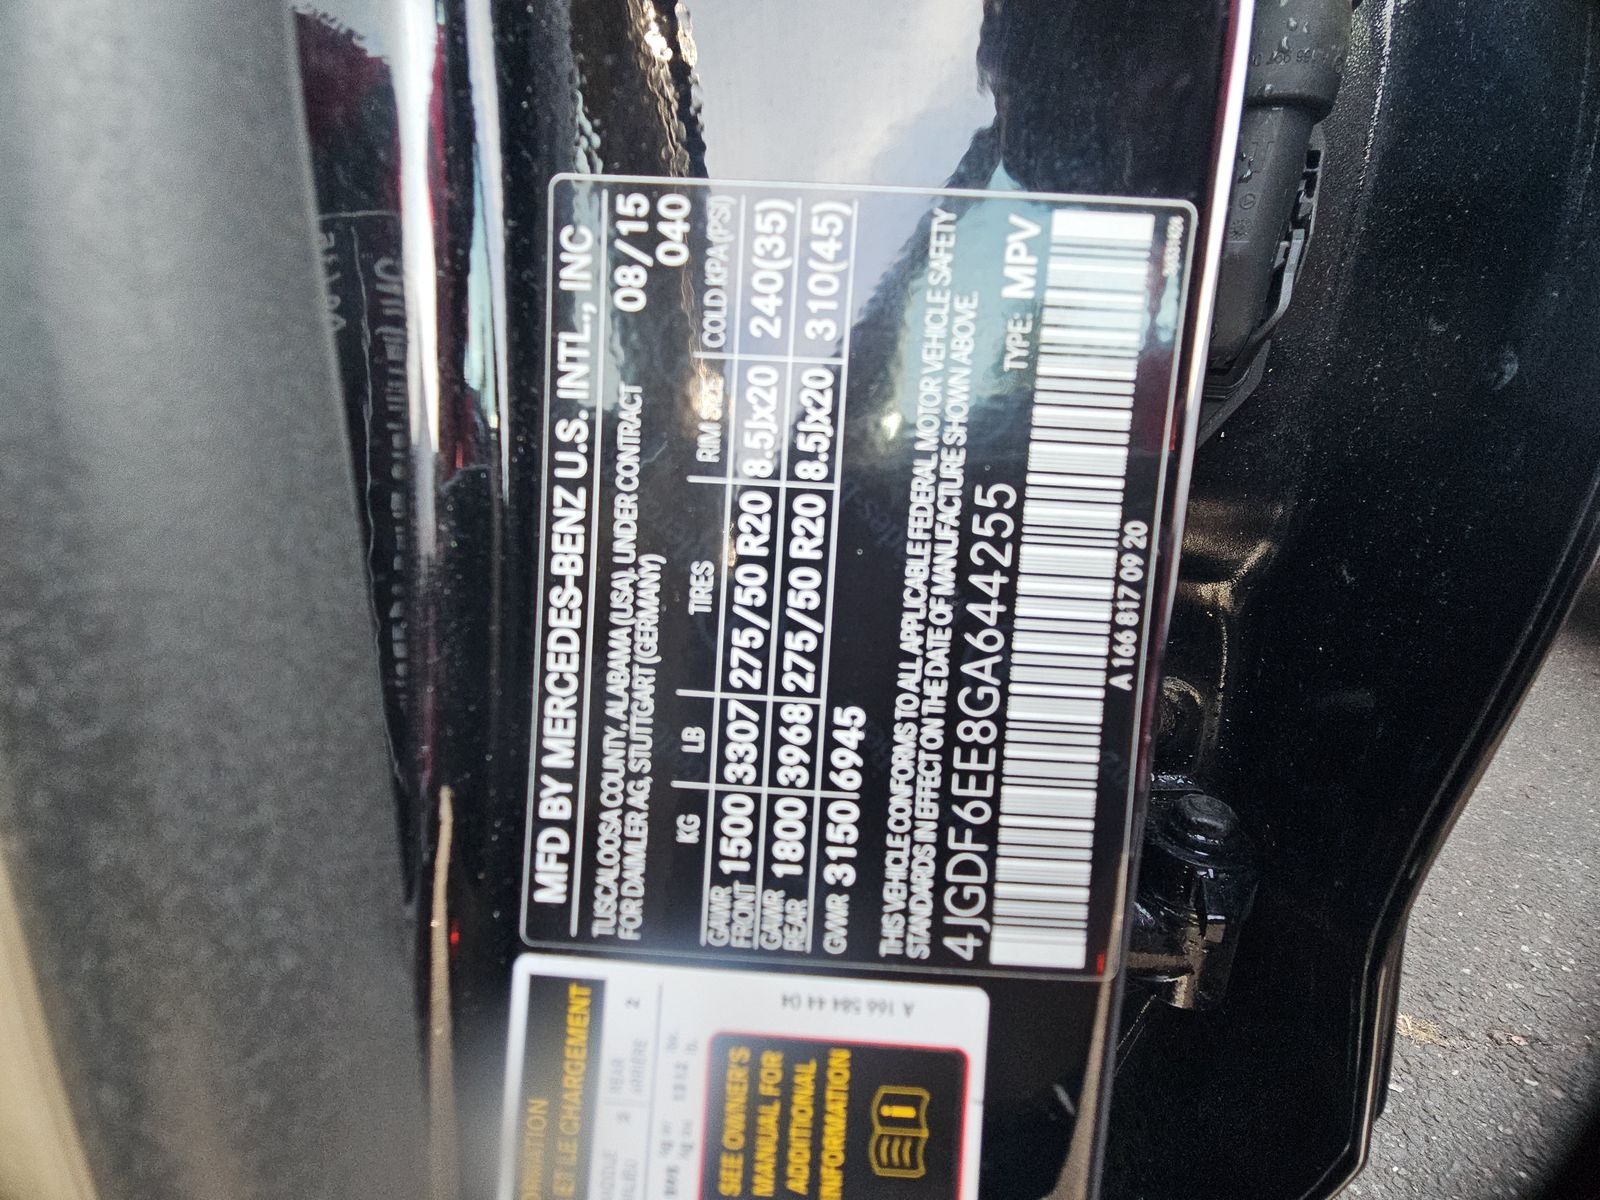 MFD BY MERCEDES-BENZ U.S. INTL., INC
TUSCALOOSA COUNTY, ALABAMA (USA), UNDER CONTRACT 08/15
FOR DAIMLER AG, STUTTGART (GERMANY) 040
KG LB TIRES RIM SIZE COLD KPA (PSI)
GAWR FRONT 1500 3307 275/50 R20 8.5Jx20 240(35)
GAWR REAR 1800 3968 275/50 R20 8.5Jx20 310(45)
GVWR 3150 6945
THIS VEHICLE CONFORMS TO ALL APPLICABLE FEDERAL MOTOR VEHICLE SAFETY
STANDARDS IN EFFECT ON THE DATE OF MANUFACTURE SHOWN ABOVE.
4JGDF6EE8GA644255 TYPE: MPV
A 166 817 09 20
ET LE CHARGEMENT
REAR 2
ARRIÈRE
A 166 584 44 04
SEE OWNER'S
MANUAL FOR
ADDITIONAL
INFORMATION